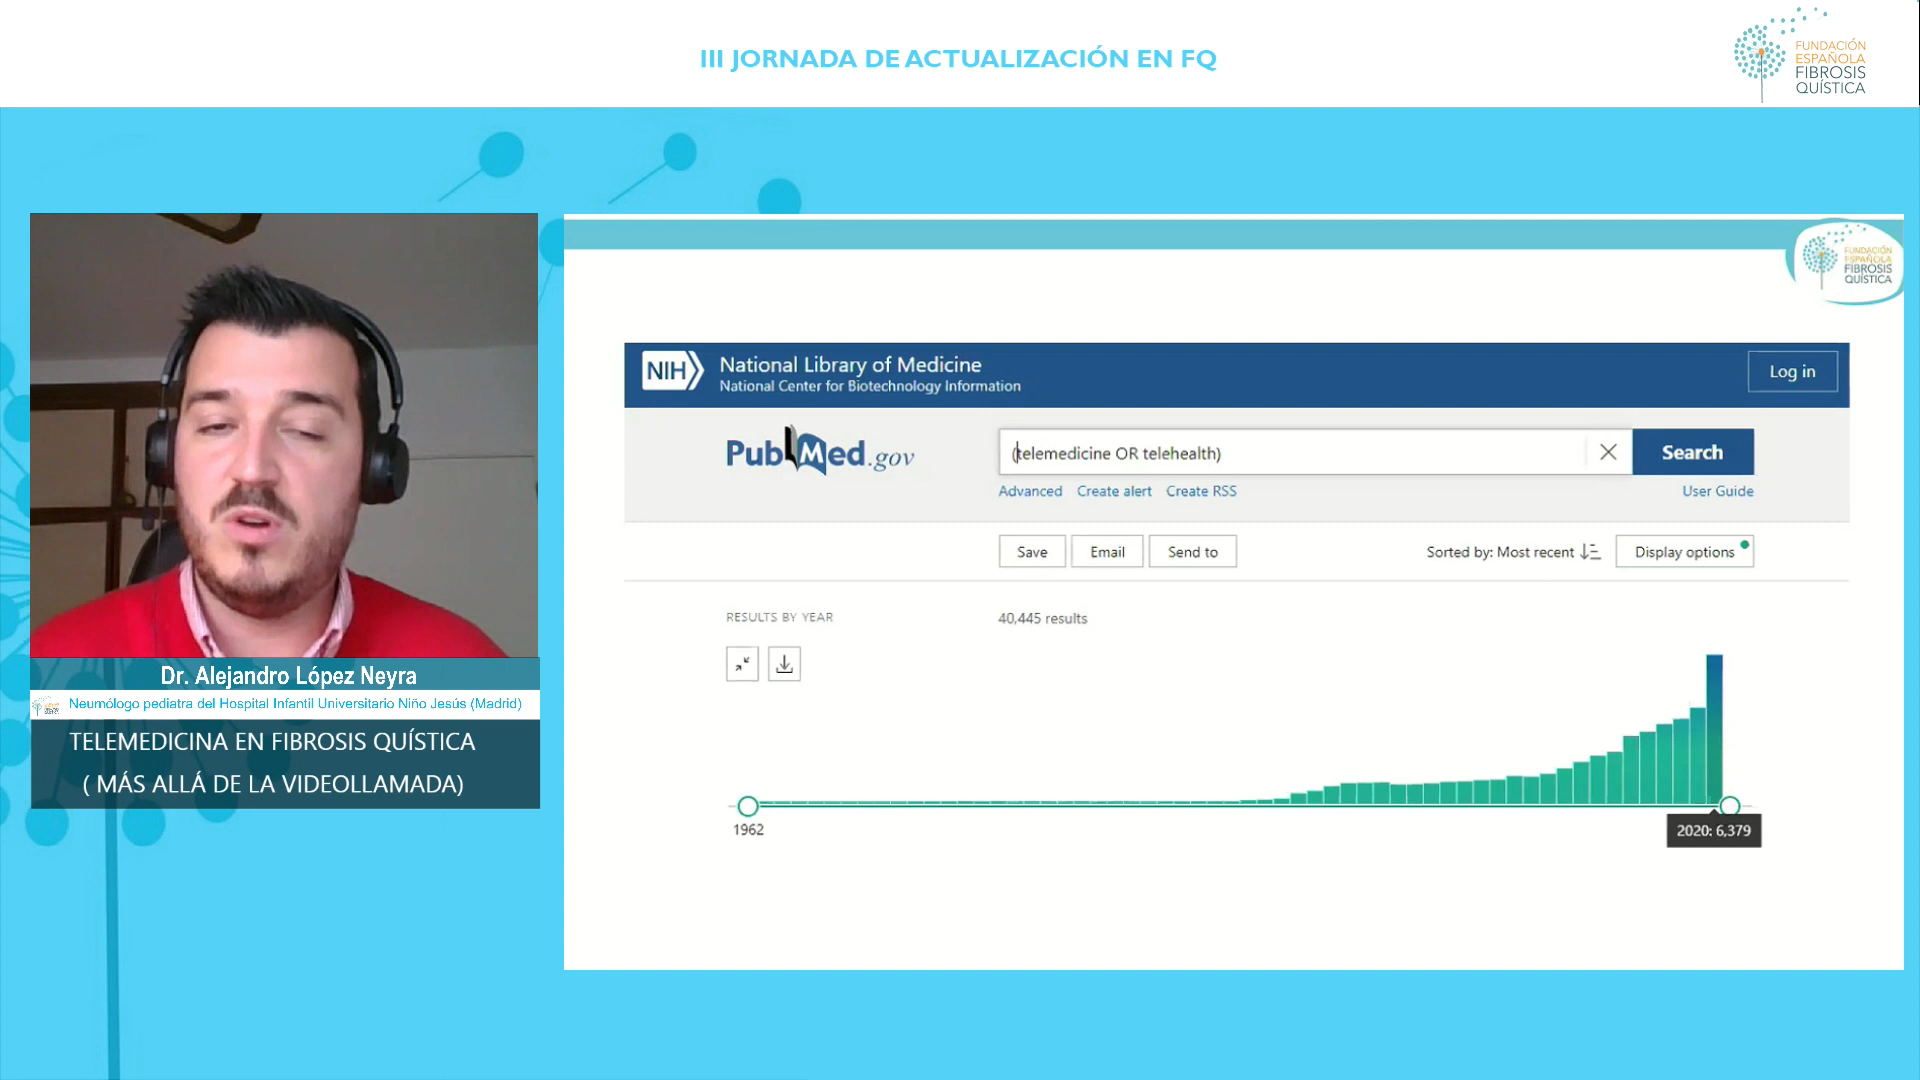 III JORNADA DE ACTUALIZACIÓN EN FQ
FUNDACIÓN
ESPAÑOLA
FIBROSIS
QUÍSTICA
FUNDACIÓN
ESPAÑOLA
FIBROSIS
QUÍSTICA
NIH
National Library of Medicine
National Center for Biotechnology Information
Log in
PubMed.gov
(telemedicine OR telehealth)
Search
Advanced Create alert Create RSS
User Guide
Save Email Send to
Sorted by: Most recent
Display options
RESULTS BY YEAR
40,445 results
1962
2020: 6,379
Dr. Alejandro López Neyra
Neumólogo pediatra del Hospital Infantil Universitario Niño Jesús (Madrid)
TELEMEDICINA EN FIBROSIS QUÍSTICA
( MÁS ALLÁ DE LA VIDEOLLAMADA)